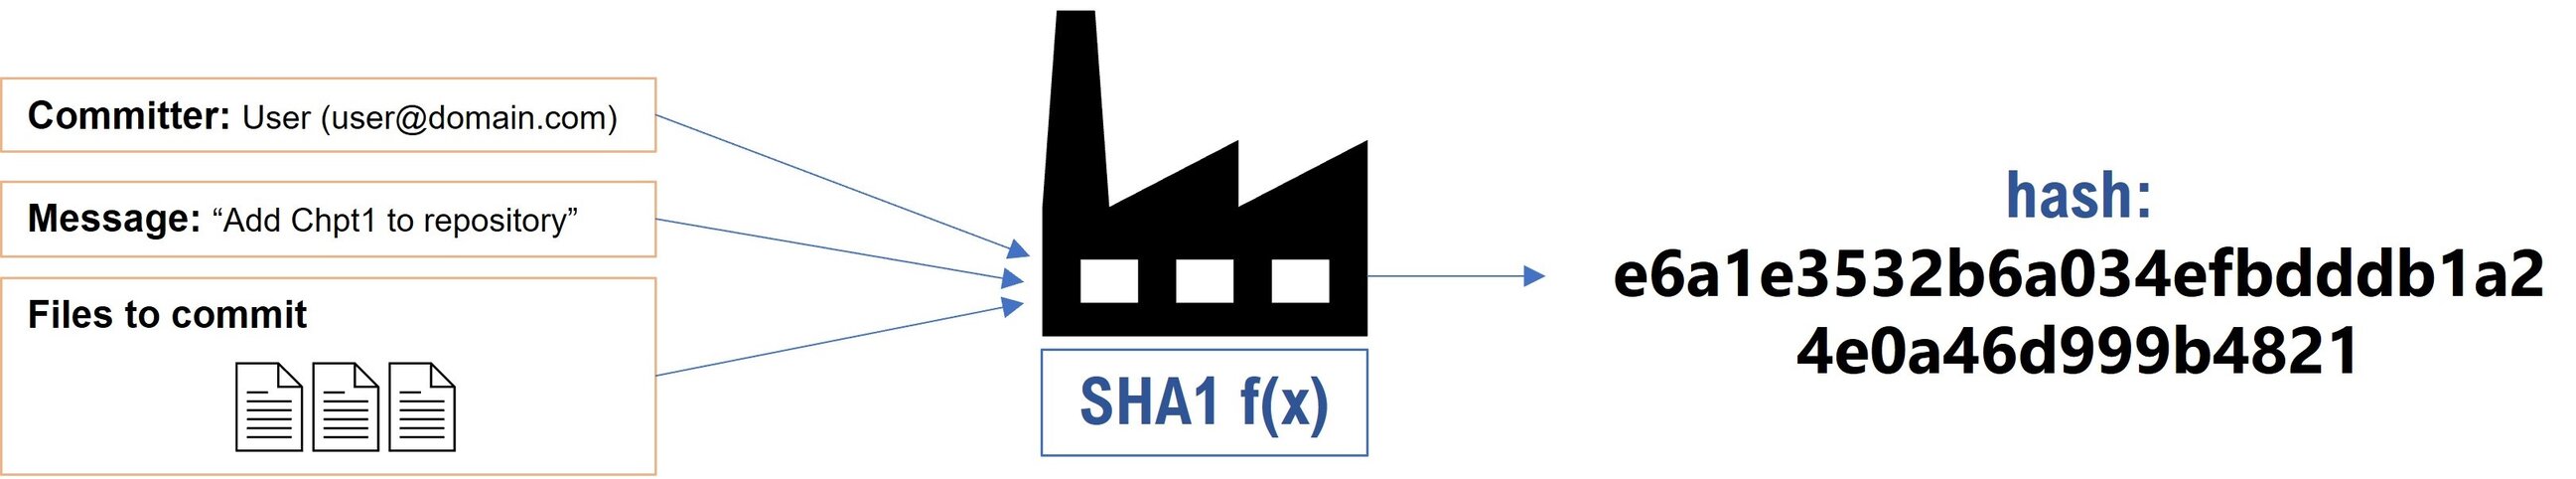 Committer: User (user@domain.com)
Message: “Add Chpt1 to repository”
Files to commit
SHA1 f(x)
hash:
e6a1e3532b6a034efbdddb1a2
4e0a46d999b4821